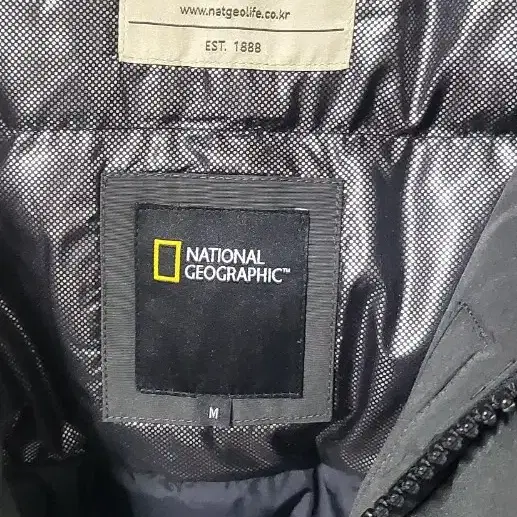 www.natgeolife.co.kr
EST. 1888
NATIONAL
GEOGRAPHIC™
M